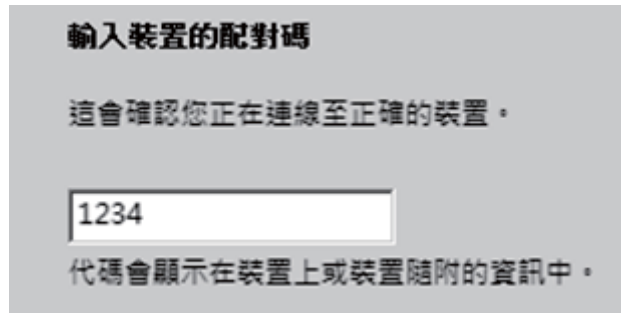 輸入裝置的配對碼
這會確認您正在連線至正確的裝置。
1234
代碼會顯示在裝置上或裝置隨附的資訊中。